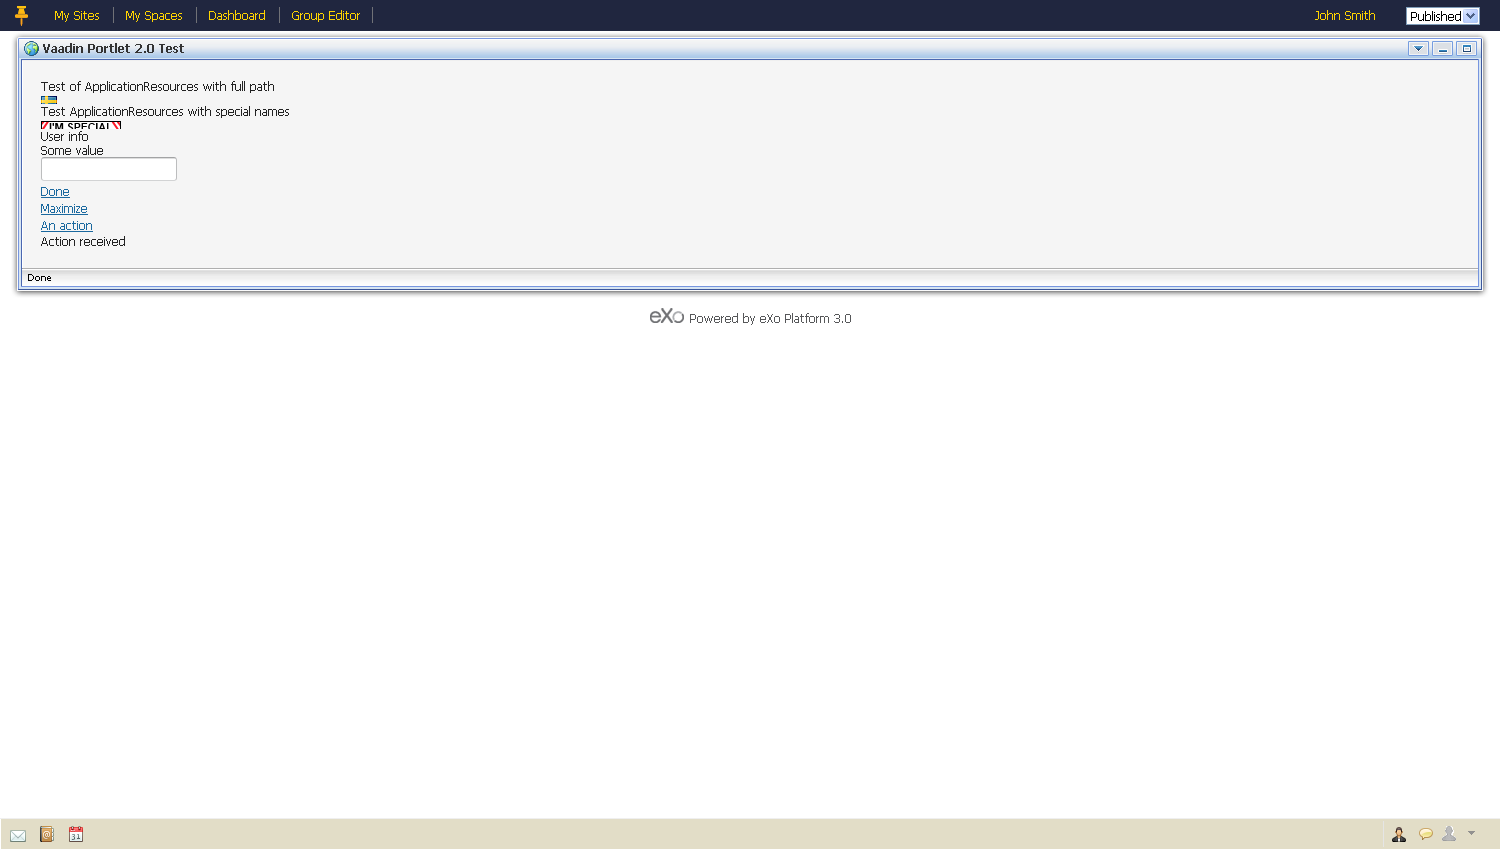 My Sites My Spaces Dashboard Group Editor John Smith Published
Vaadin Portlet 2.0 Test
Test of ApplicationResources with full path
Test ApplicationResources with special names
I'M SPECIAL
User info
Some value
Done
Maximize
An action
Action received
Done
eXo Powered by eXo Platform 3.0
31